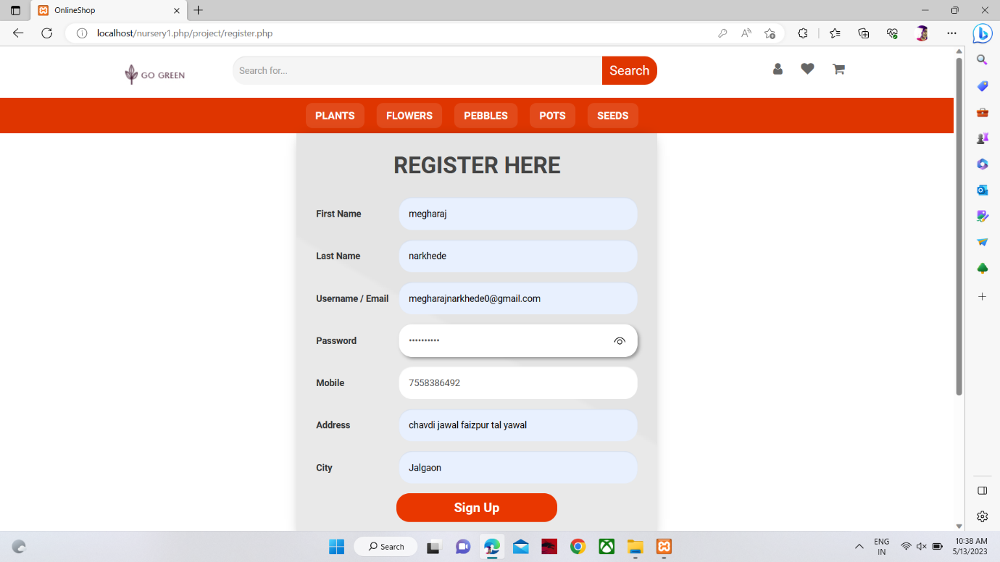 OnlineShop
localhost/nursery1.php/project/register.php
GO GREEN
Search for...
Search
PLANTS FLOWERS PEBBLES POTS SEEDS
REGISTER HERE
First Name megharaj
Last Name narkhede
Username / Email megharajnarkhede0@gmail.com
Password ••••••••••
Mobile 7558386492
Address chavdi jawal faizpur tal yawal
City Jalgaon
Sign Up
Search
ENG
IN
10:38 AM
5/13/2023